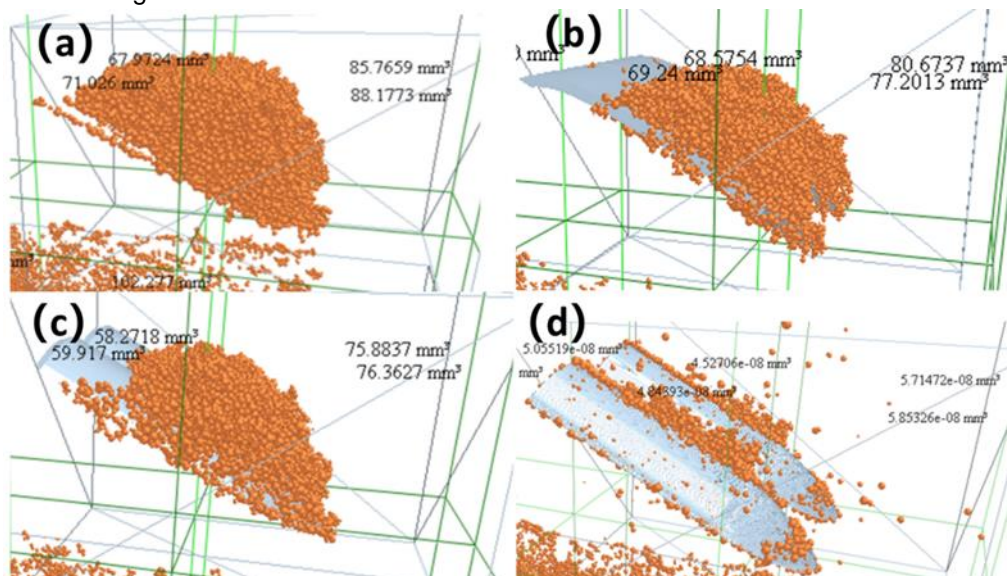 (a)
67.9724 mm³
71.026 mm³
85.7659 mm³
88.1773 mm³
102.277 mm³
(b)
68.5754 mm³
69.24 mm³
80.6737 mm³
77.2013 mm³
(c)
58.2718 mm³
59.917 mm³
75.8837 mm³
76.3627 mm³
(d)
5.05519e-08 mm³
4.52706e-08 mm³
mm³
4.84393e-08 mm³
5.71472e-08 mm³
5.85326e-08 mm³